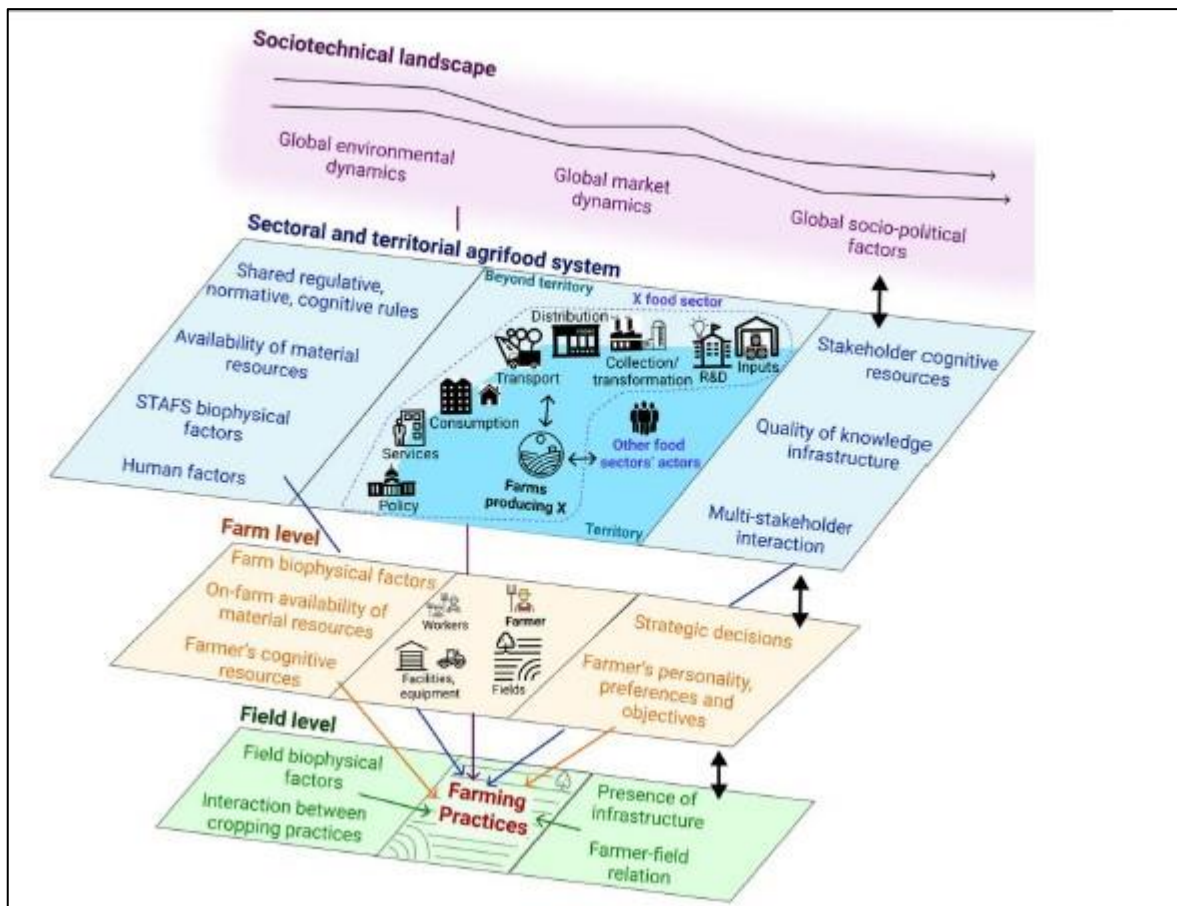 Sociotechnical landscape
Global environmental
dynamics
Global market
dynamics
Global socio-political
factors
Sectoral and territorial agrifood system
Shared regulative,
normative, cognitive rules
Availability of material
resources
STAFS biophysical
factors
Human factors
Beyond territory
X food sector
Distribution
Transport
Collection/
transformation
R&D
Inputs
Consumption
Services
Policy
Farms
producing X
Other food
sectors' actors
Territory
Stakeholder cognitive
resources
Quality of knowledge
infrastructure
Multi-stakeholder
interaction
Farm level
Farm biophysical factors
On-farm availability of
material resources
Farmer's cognitive
resources
Workers
Farmer
Facilities,
equipment
Fields
Strategic decisions
Farmer's personality,
preferences and
objectives
Field level
Field biophysical
factors
Interaction between
cropping practices
Farming
Practices
Presence of
infrastructure
Farmer-field
relation